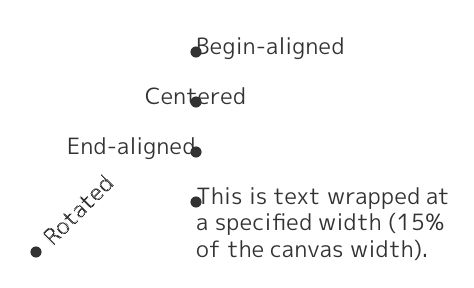 Begin-aligned
Centered
End-aligned
Rotated
This is text wrapped at
a specified width (15%
of the canvas width).